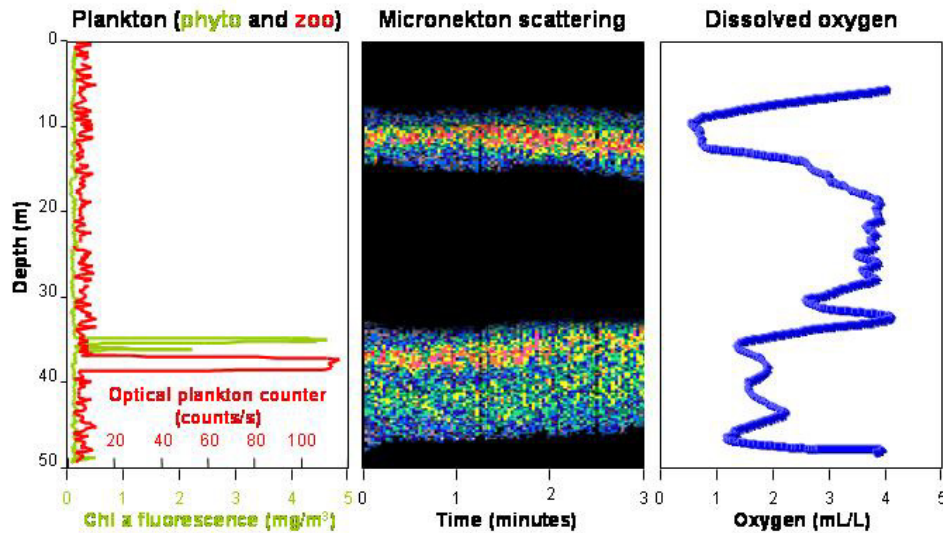 Plankton (phyto and zoo)
Micronekton scattering
Dissolved oxygen
Depth (m)
0
10
20
30
40
50
Optical plankton counter
(counts/s)
20 40 60 80 100
0 1 2 3 4 5
Chl a fluorescence (mg/m³)
0 1 2 3
Time (minutes)
0 1 2 3 4 5
Oxygen (mL/L)